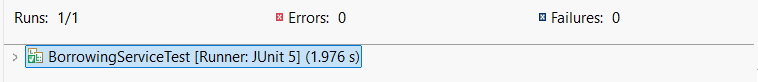 Runs: 1/1 Errors: 0 Failures: 0
BorrowingServiceTest [Runner: JUnit 5] (1.976 s)